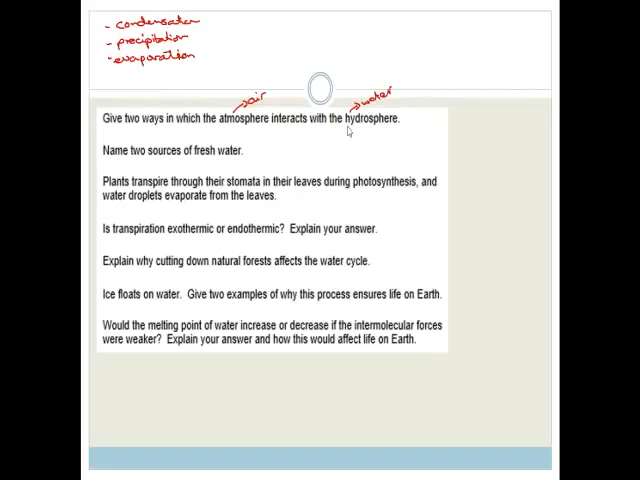 - condensation
- precipitation
- evaporation
→air
→water
Give two ways in which the atmosphere interacts with the hydrosphere.
Name two sources of fresh water.
Plants transpire through their stomata in their leaves during photosynthesis, and
water droplets evaporate from the leaves.
Is transpiration exothermic or endothermic?  Explain your answer.
Explain why cutting down natural forests affects the water cycle.
Ice floats on water.  Give two examples of why this process ensures life on Earth.
Would the melting point of water increase or decrease if the intermolecular forces
were weaker?  Explain your answer and how this would affect life on Earth.